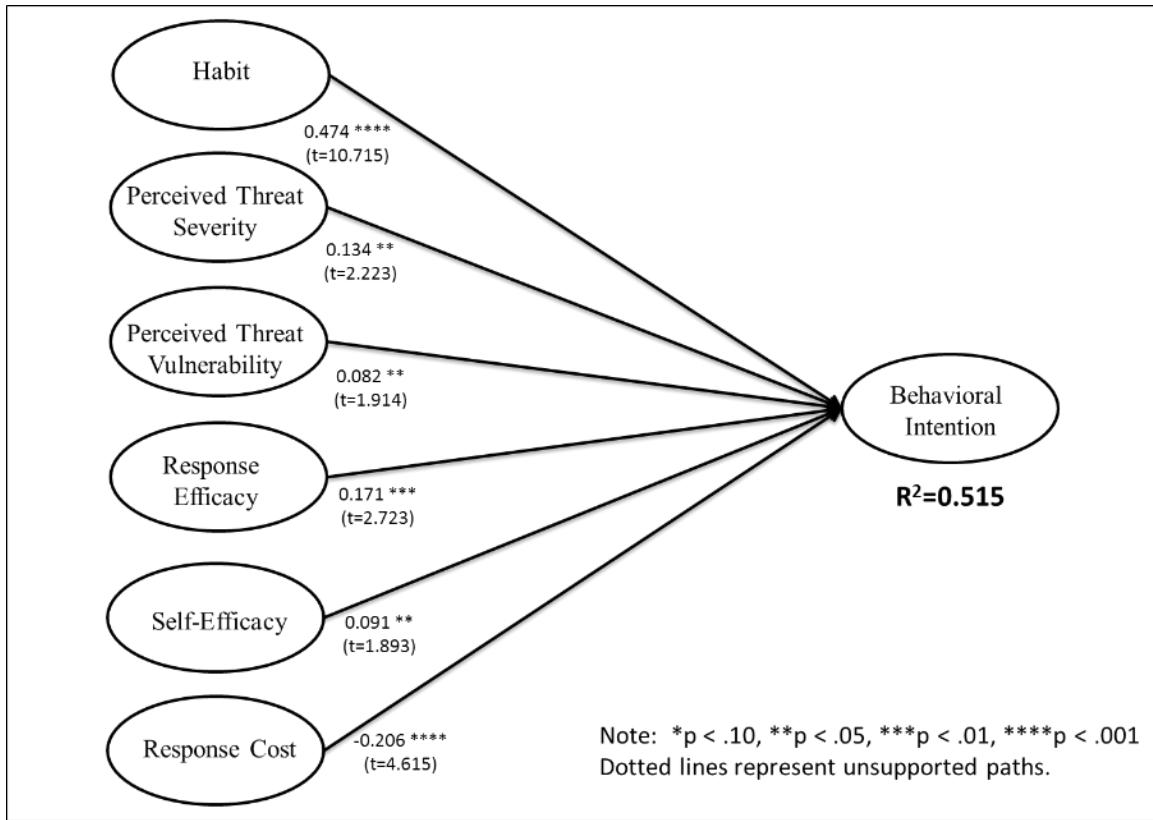 Habit
0.474 ****
(t=10.715)
Perceived Threat
Severity
0.134 **
(t=2.223)
Perceived Threat
Vulnerability
0.082 **
(t=1.914)
Response
Efficacy
0.171 ***
(t=2.723)
Self-Efficacy
0.091 **
(t=1.893)
Response Cost
-0.206 ****
(t=4.615)
Behavioral
Intention
R²=0.515
Note: *p < .10, **p < .05, ***p < .01, ****p < .001
Dotted lines represent unsupported paths.